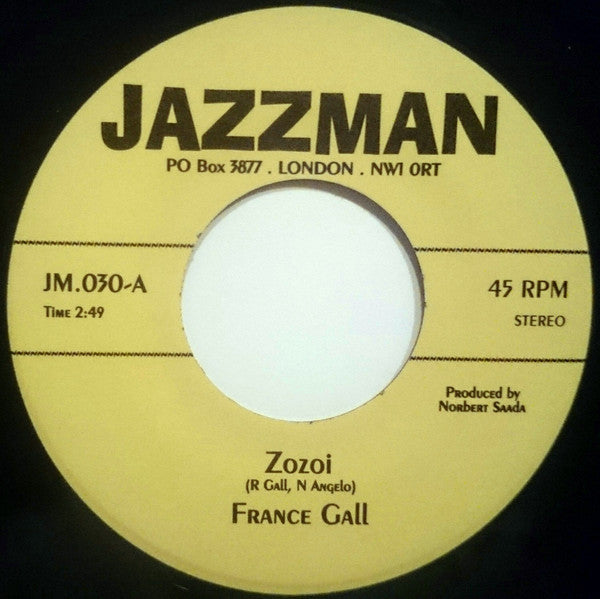 JAZZMAN
PO Box 3877 . LONDON . NW1 0RT
JM.030-A
Time 2:49
45 RPM
STEREO
Produced by
Norbert Saada
Zozoi
(R Gall, N Angelo)
France Gall